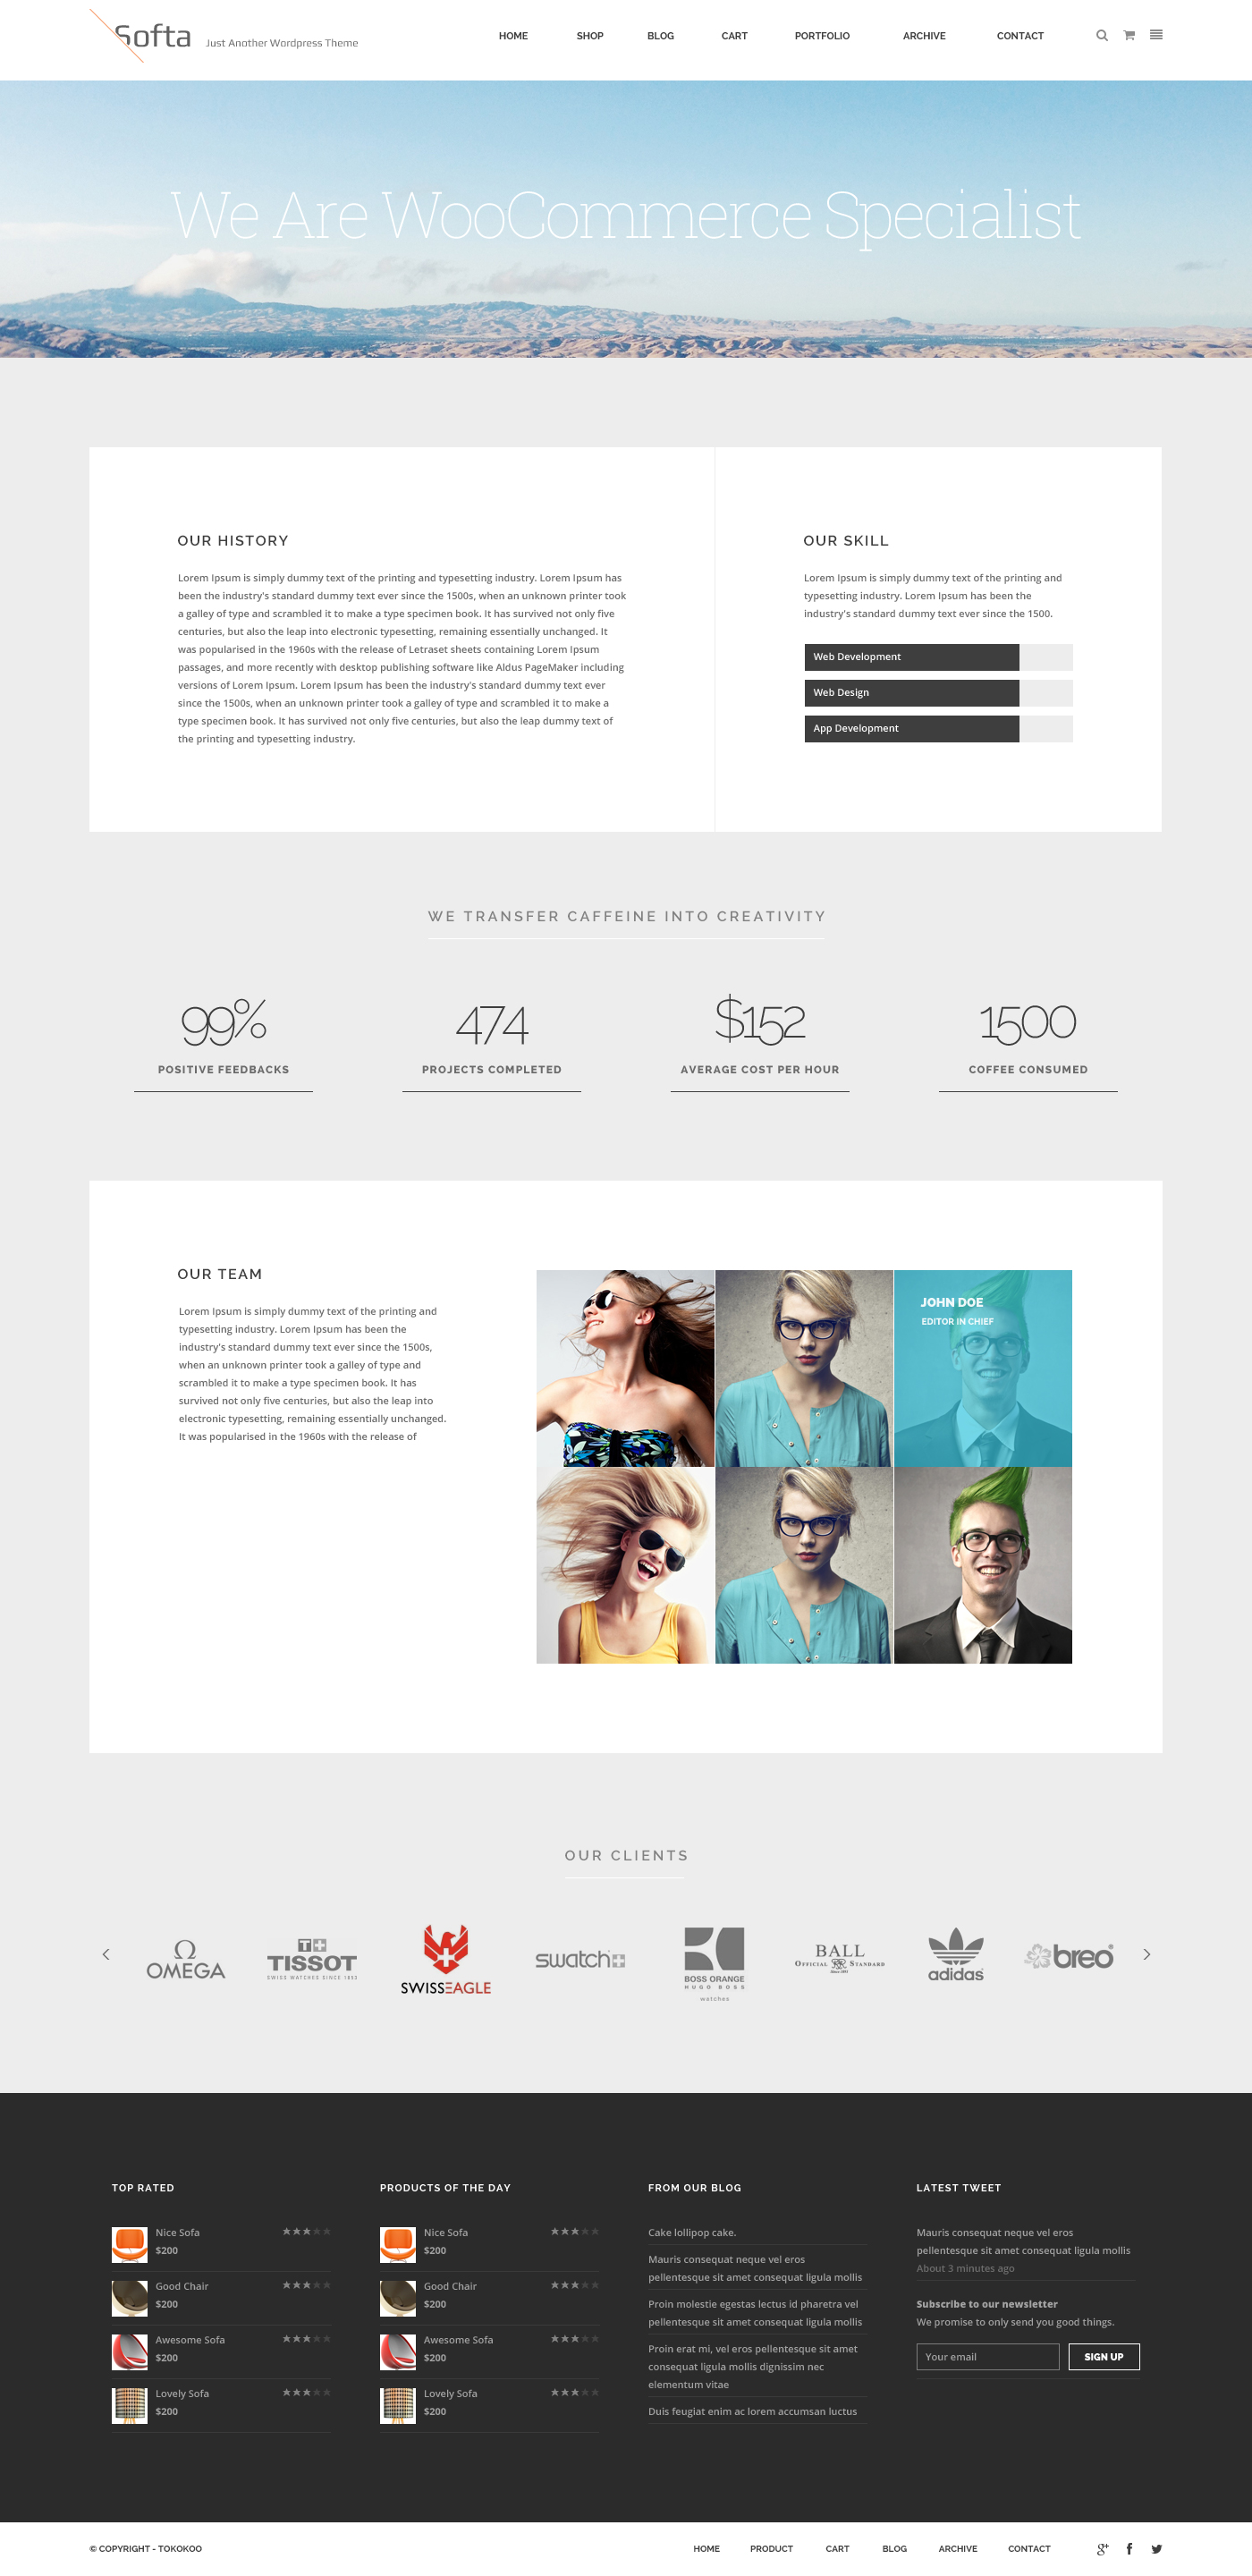 Softa Just Another Wordpress Theme
HOME SHOP BLOG CART PORTFOLIO ARCHIVE CONTACT
We Are WooCommerce Specialist
OUR HISTORY
Lorem Ipsum is simply dummy text of the printing and typesetting industry. Lorem Ipsum has
been the industry's standard dummy text ever since the 1500s, when an unknown printer took
a galley of type and scrambled it to make a type specimen book. It has survived not only five
centuries, but also the leap into electronic typesetting, remaining essentially unchanged. It
was popularised in the 1960s with the release of Letraset sheets containing Lorem Ipsum
passages, and more recently with desktop publishing software like Aldus PageMaker including
versions of Lorem Ipsum. Lorem Ipsum has been the industry's standard dummy text ever
since the 1500s, when an unknown printer took a galley of type and scrambled it to make a
type specimen book. It has survived not only five centuries, but also the leap dummy text of
the printing and typesetting industry.
OUR SKILL
Lorem Ipsum is simply dummy text of the printing and
typesetting industry. Lorem Ipsum has been the
industry's standard dummy text ever since the 1500.
Web Development
Web Design
App Development
WE TRANSFER CAFFEINE INTO CREATIVITY
99%
POSITIVE FEEDBACKS
474
PROJECTS COMPLETED
$152
AVERAGE COST PER HOUR
1500
COFFEE CONSUMED
OUR TEAM
Lorem Ipsum is simply dummy text of the printing and
typesetting industry. Lorem Ipsum has been the
industry's standard dummy text ever since the 1500s,
when an unknown printer took a galley of type and
scrambled it to make a type specimen book. It has
survived not only five centuries, but also the leap into
electronic typesetting, remaining essentially unchanged.
It was popularised in the 1960s with the release of
JOHN DOE
EDITOR IN CHIEF
OUR CLIENTS
OMEGA
TISSOT
SWISS WATCHES SINCE 1853
SWISSEAGLE
swatch
BOSS ORANGE
HUGO BOSS
watches
BALL
OFFICIAL STANDARD
Since 1891
adidas
breo
TOP RATED
Nice Sofa
$200
Good Chair
$200
Awesome Sofa
$200
Lovely Sofa
$200
PRODUCTS OF THE DAY
Nice Sofa
$200
Good Chair
$200
Awesome Sofa
$200
Lovely Sofa
$200
FROM OUR BLOG
Cake lollipop cake.
Mauris consequat neque vel eros
pellentesque sit amet consequat ligula mollis
Proin molestie egestas lectus id pharetra vel
pellentesque sit amet consequat ligula mollis
Proin erat mi, vel eros pellentesque sit amet
consequat ligula mollis dignissim nec
elementum vitae
Duis feugiat enim ac lorem accumsan luctus
LATEST TWEET
Mauris consequat neque vel eros
pellentesque sit amet consequat ligula mollis
About 3 minutes ago
Subscribe to our newsletter
We promise to only send you good things.
Your email SIGN UP
© COPYRIGHT - TOKOKOO
HOME PRODUCT CART BLOG ARCHIVE CONTACT